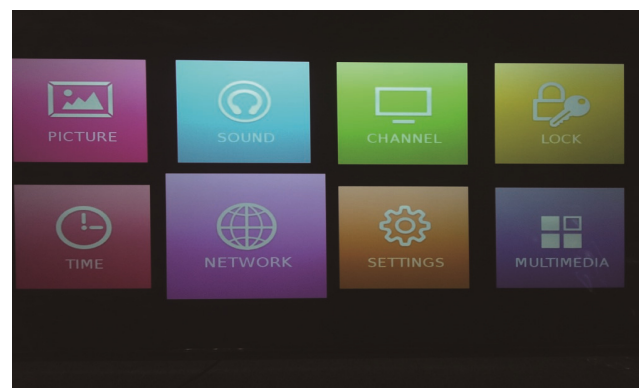 PICTURE
SOUND
CHANNEL
LOCK
TIME
NETWORK
SETTINGS
MULTIMEDIA